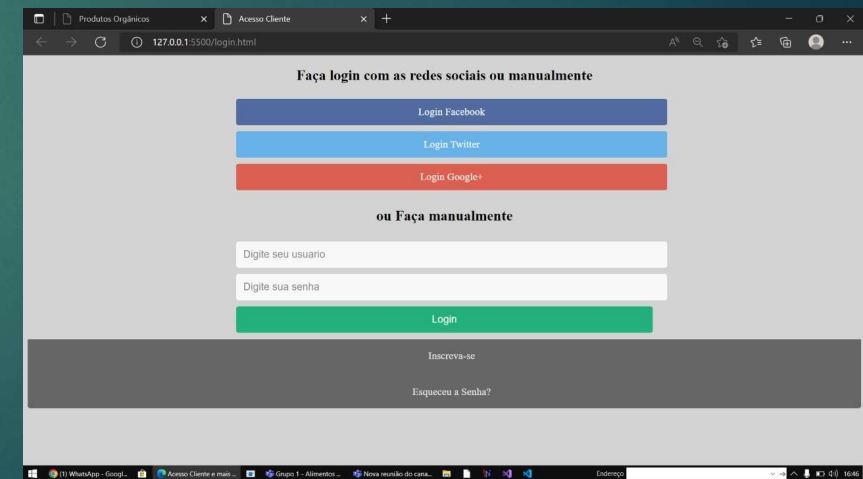 Produtos Orgânicos
Acesso Cliente
127.0.0.1:5500/login.html
Faça login com as redes sociais ou manualmente
Login Facebook
Login Twitter
Login Google+
ou Faça manualmente
Digite seu usuario
Digite sua senha
Login
Inscreva-se
Esqueceu a Senha?
(1) WhatsApp - Googl... Acesso Cliente e mais ... Grupo 1 - Alimentos ... Nova reunião do cana... Endereço 16:46